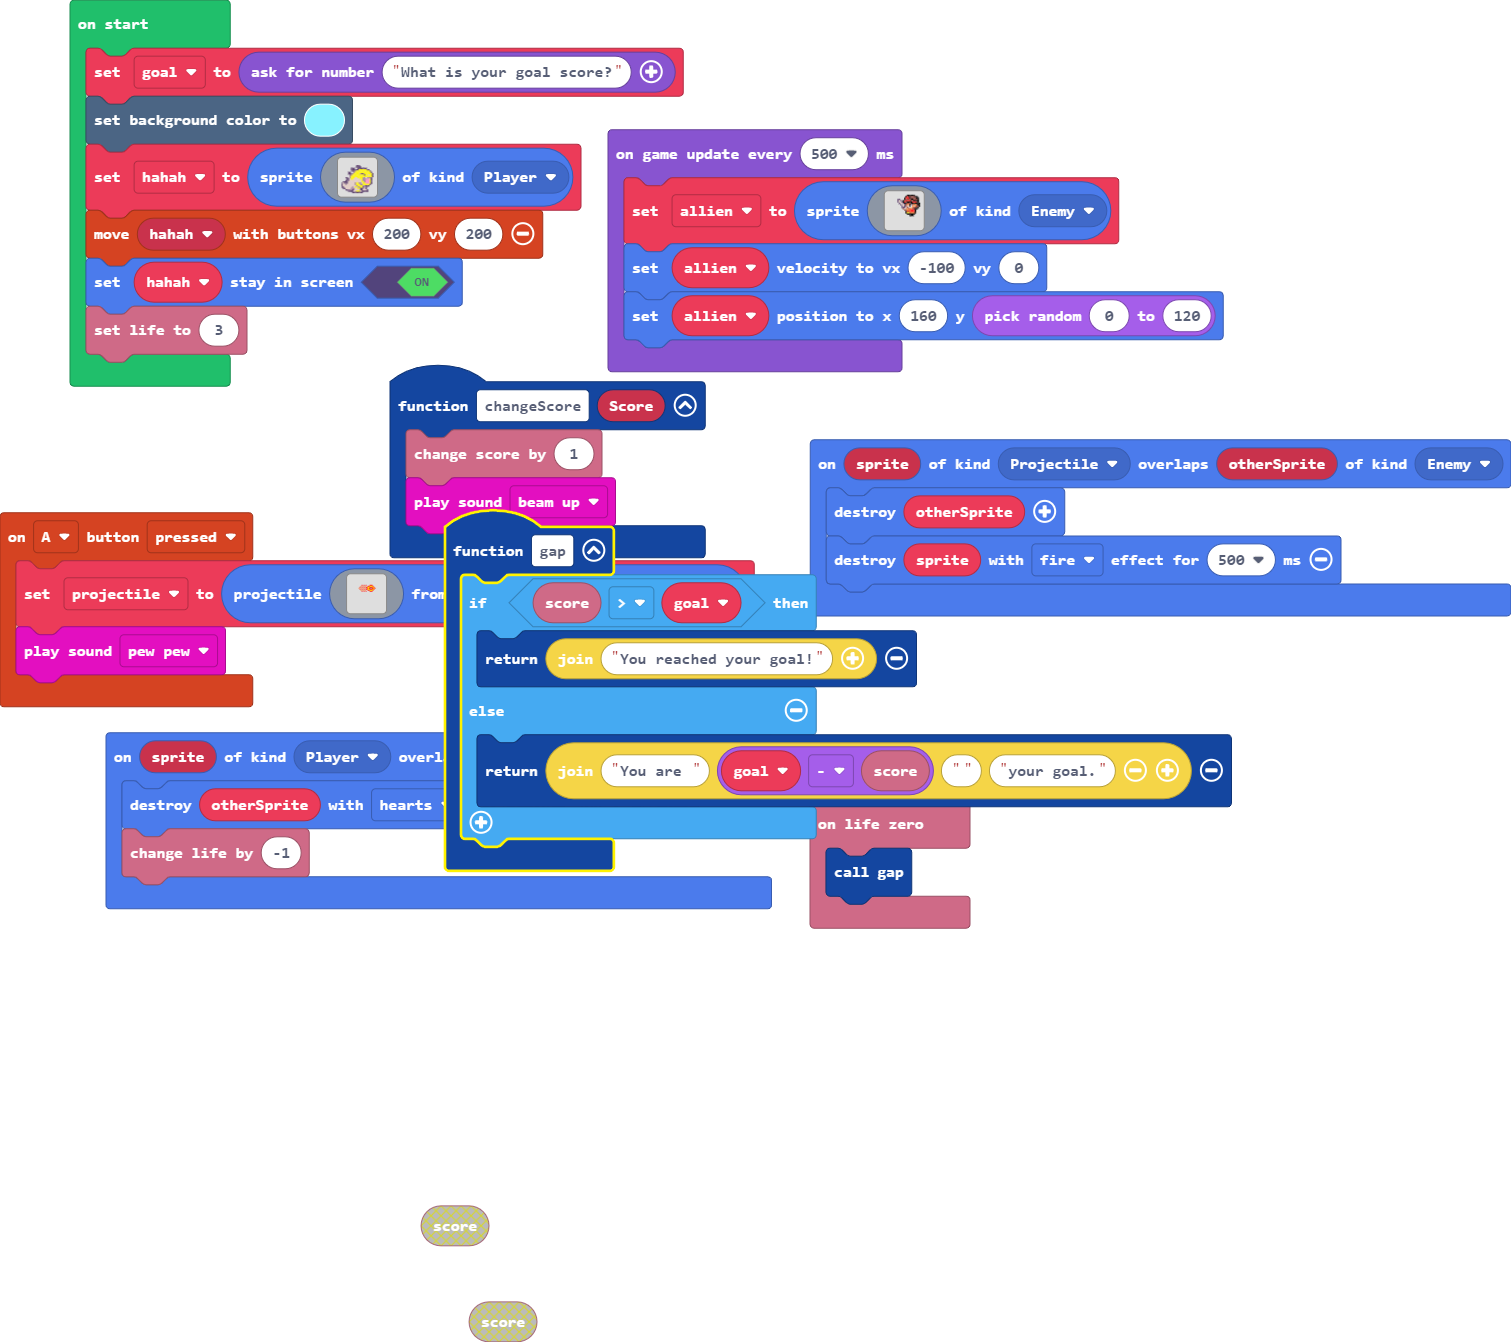 on start
set goal to ask for number "What is your goal score?"
set background color to
set hahah to sprite of kind Player
move hahah with buttons vx 200 vy 200
set hahah stay in screen ON
set life to 3
on game update every 500 ms
set allien to sprite of kind Enemy
set allien velocity to vx -100 vy 0
set allien position to x 160 y pick random 0 to 120
function changeScore Score
change score by 1
play sound beam up
on sprite of kind Projectile overlaps otherSprite of kind Enemy
destroy otherSprite
destroy sprite with fire effect for 500 ms
on A button pressed
set projectile to projectile from
play sound pew pew
function gap
if score > goal then
return join "You reached your goal!"
else
return join "You are " goal - score " " "your goal."
on sprite of kind Player
destroy otherSprite with hearts
change life by -1
on life zero
call gap
score
score